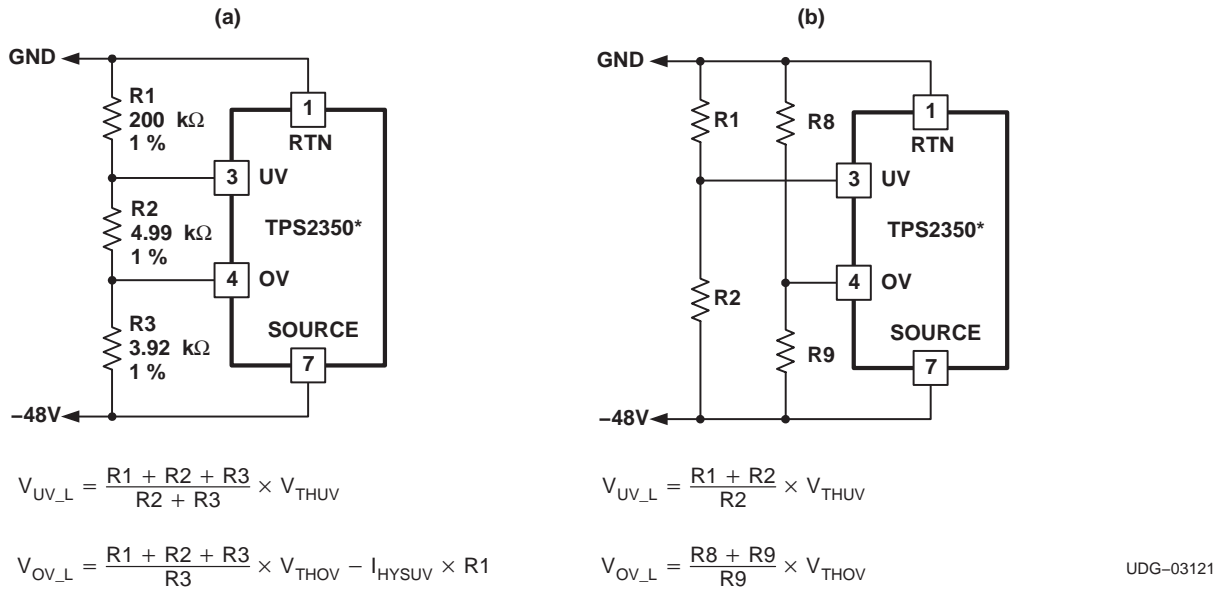 (a)
GND
R1
200 kΩ
1 %
1
RTN
3 UV
R2
4.99 kΩ
1 %
TPS2350*
4 OV
R3
3.92 kΩ
1 %
SOURCE
7
–48V
V_UV_L = (R1 + R2 + R3) / (R2 + R3) × V_THUV
V_OV_L = (R1 + R2 + R3) / R3 × V_THOV – I_HYSUV × R1
(b)
GND
R1
R8
1
RTN
3 UV
TPS2350*
4 OV
R2
SOURCE
R9
7
–48V
V_UV_L = (R1 + R2) / R2 × V_THUV
V_OV_L = (R8 + R9) / R9 × V_THOV
UDG–03121